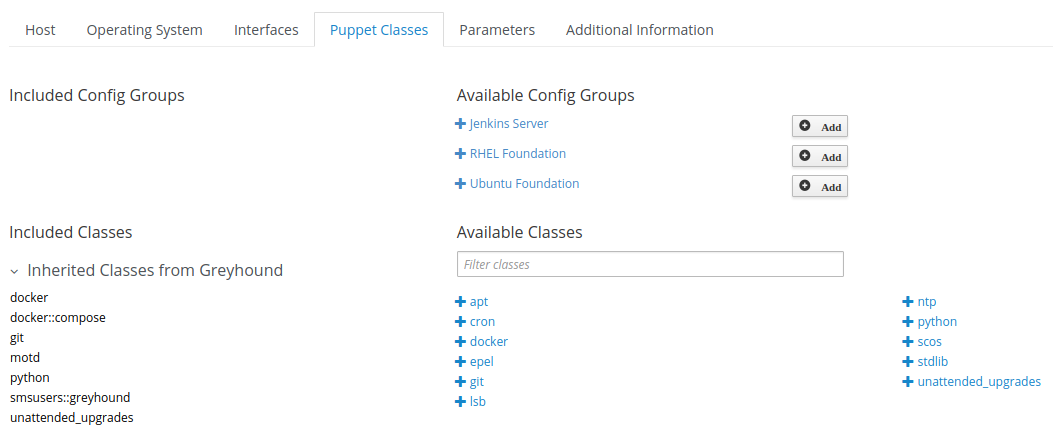 Host Operating System Interfaces Puppet Classes Parameters Additional Information
Included Config Groups
Available Config Groups
Jenkins Server Add
RHEL Foundation Add
Ubuntu Foundation Add
Included Classes
Inherited Classes from Greyhound
docker
docker::compose
git
motd
python
smsusers::greyhound
unattended_upgrades
Available Classes
Filter classes
apt
cron
docker
epel
git
lsb
ntp
python
scos
stdlib
unattended_upgrades